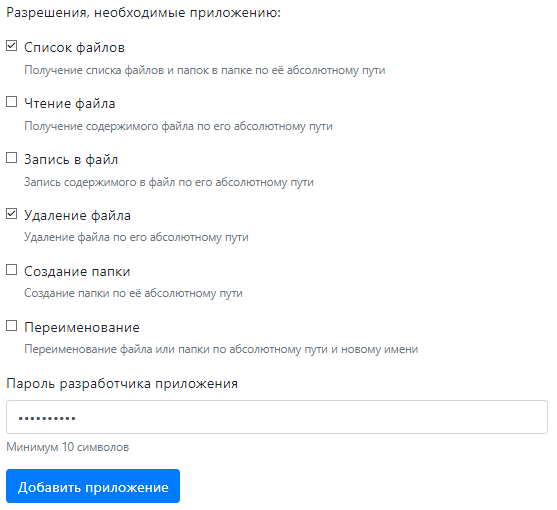 Разрешения, необходимые приложению:
Список файлов
Получение списка файлов и папок в папке по её абсолютному пути
Чтение файла
Получение содержимого файла по его абсолютному пути
Запись в файл
Запись содержимого в файл по его абсолютному пути
Удаление файла
Удаление файла по его абсолютному пути
Создание папки
Создание папки по её абсолютному пути
Переименование
Переименование файла или папки по абсолютному пути и новому имени
Пароль разработчика приложения
••••••••••
Минимум 10 символов
Добавить приложение